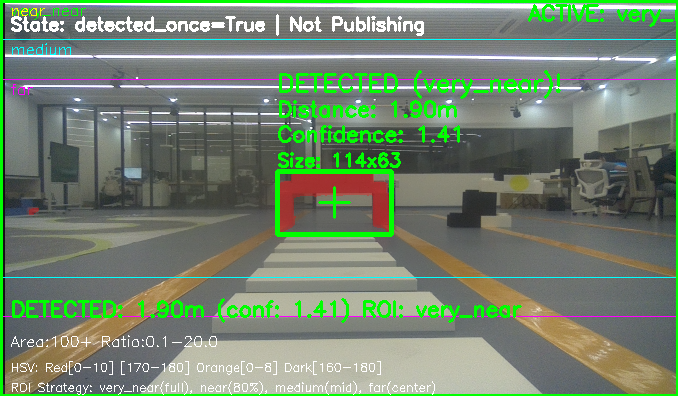 very_near
near
State: detected_once=True | Not Publishing
ACTIVE: very_
medium
DETECTED (very_near)!
Distance: 1.90m
Confidence: 1.41
Size: 114x63
DETECTED: 1.90m (conf: 1.41) ROI: very_near
Area:100+ Ratio:0.1-20.0
HSV: Red[0-10] [170-180] Orange[0-8] Dark[160-180]
ROI Strategy: very_near(full), near(80%), medium(mid), far(center)